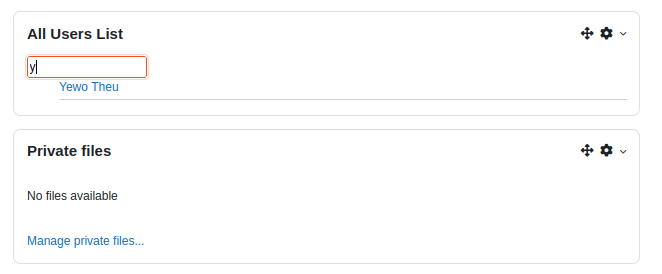 All Users List
y
Yewo Theu
Private files
No files available
Manage private files...